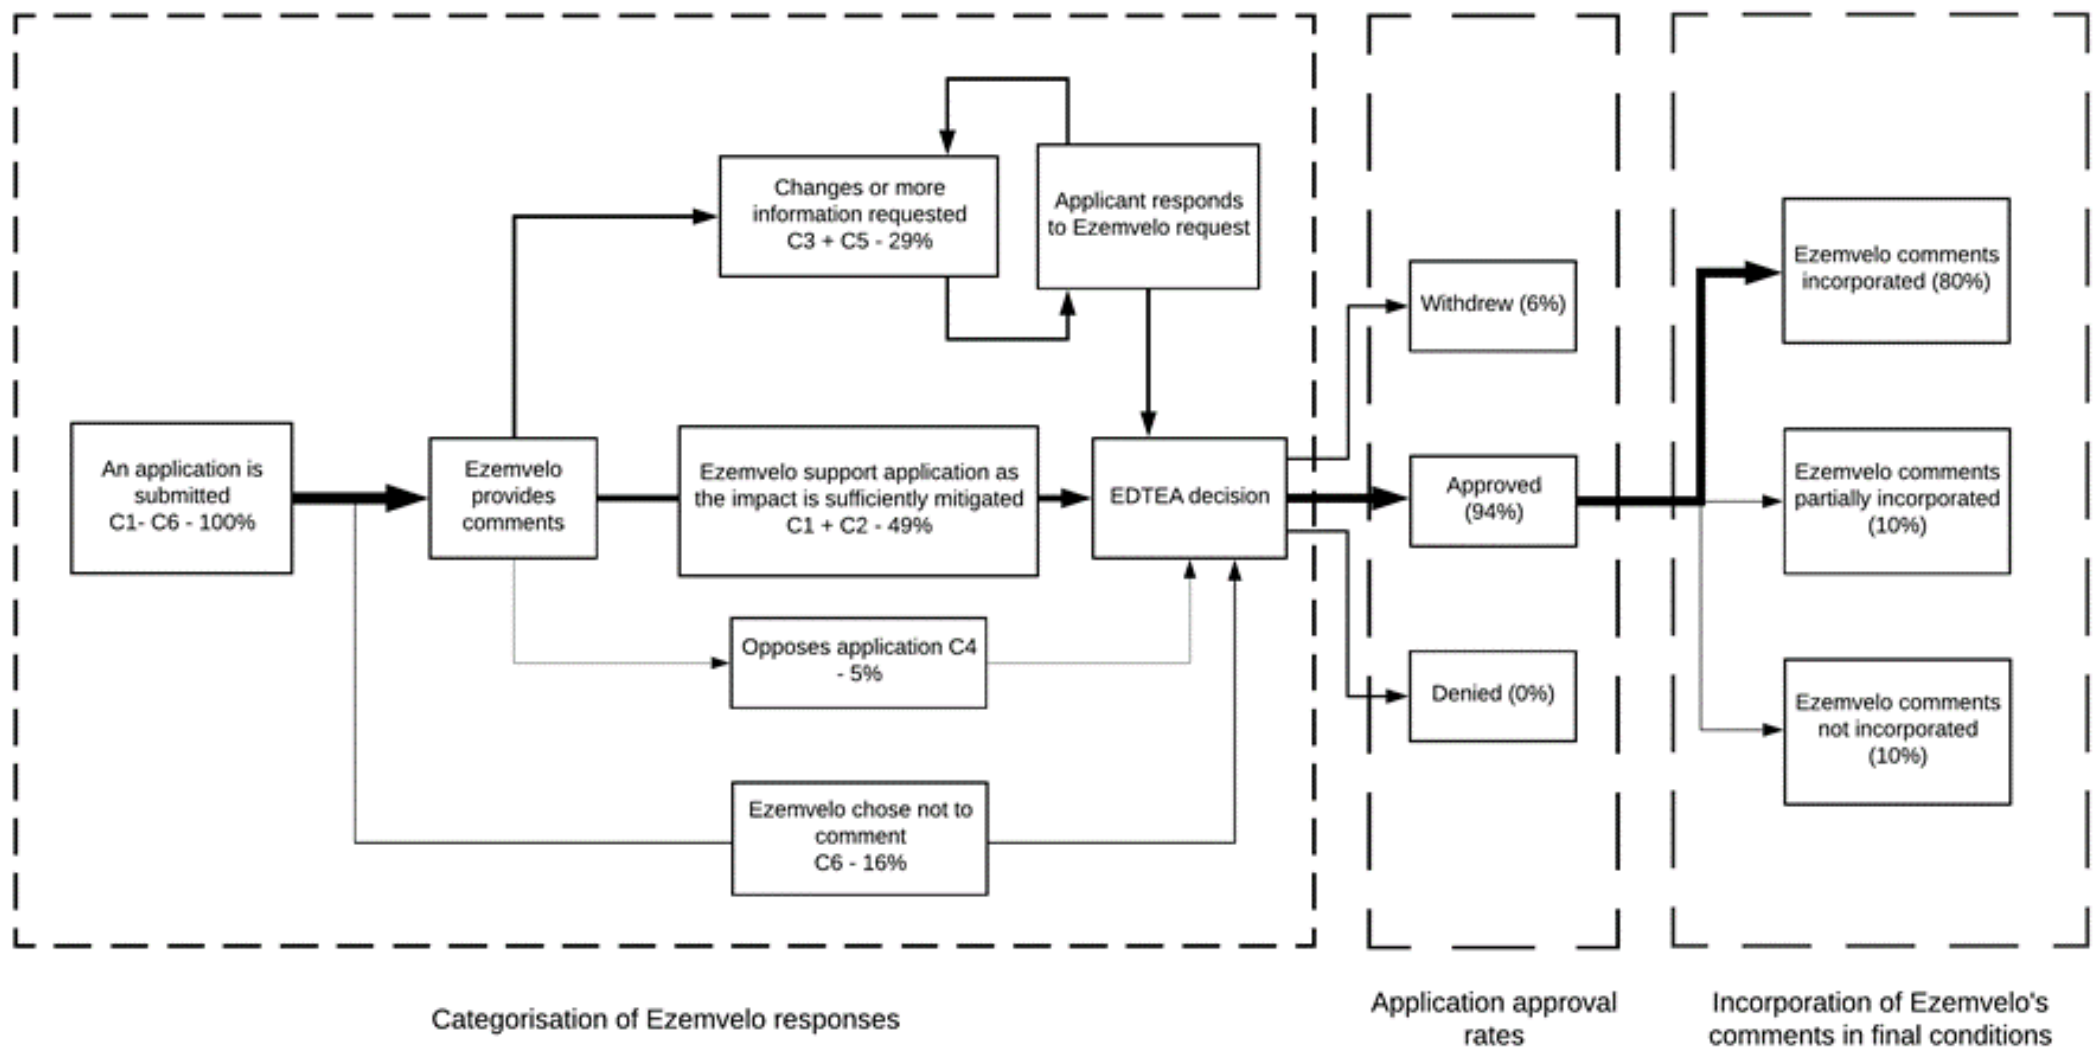 Changes or more
information requested
C3 + C5 - 29%
Applicant responds
to Ezemvelo request
An application is
submitted
C1- C6 - 100%
Ezemvelo
provides
comments
Ezemvelo support application as
the impact is sufficiently mitigated
C1 + C2 - 49%
EDTEA decision
Opposes application C4
- 5%
Ezemvelo chose not to
comment
C6 - 16%
Withdrew (6%)
Approved
(94%)
Denied (0%)
Ezemvelo comments
incorporated (80%)
Ezemvelo comments
partially incorporated
(10%)
Ezemvelo comments
not incorporated
(10%)
Categorisation of Ezemvelo responses
Application approval
rates
Incorporation of Ezemvelo's
comments in final conditions